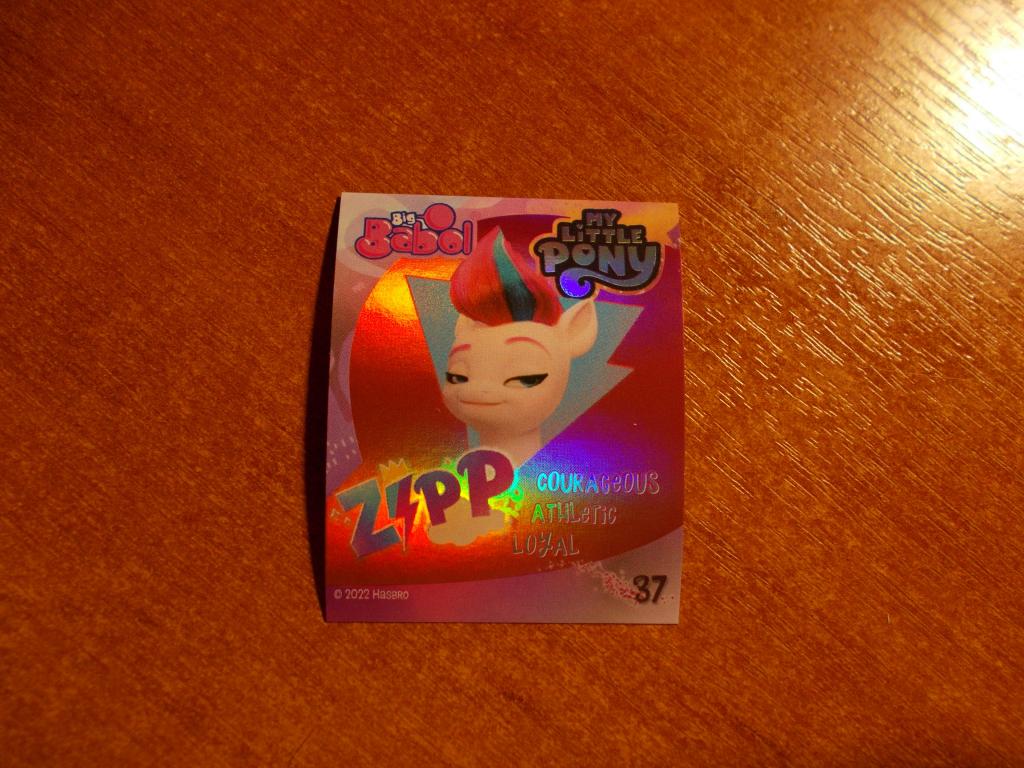 Big
Babol
MY
LITTLE
PONY
ZIPP
COURAGEOUS
ATHLETIC
LOYAL
© 2022 HASBRO
37